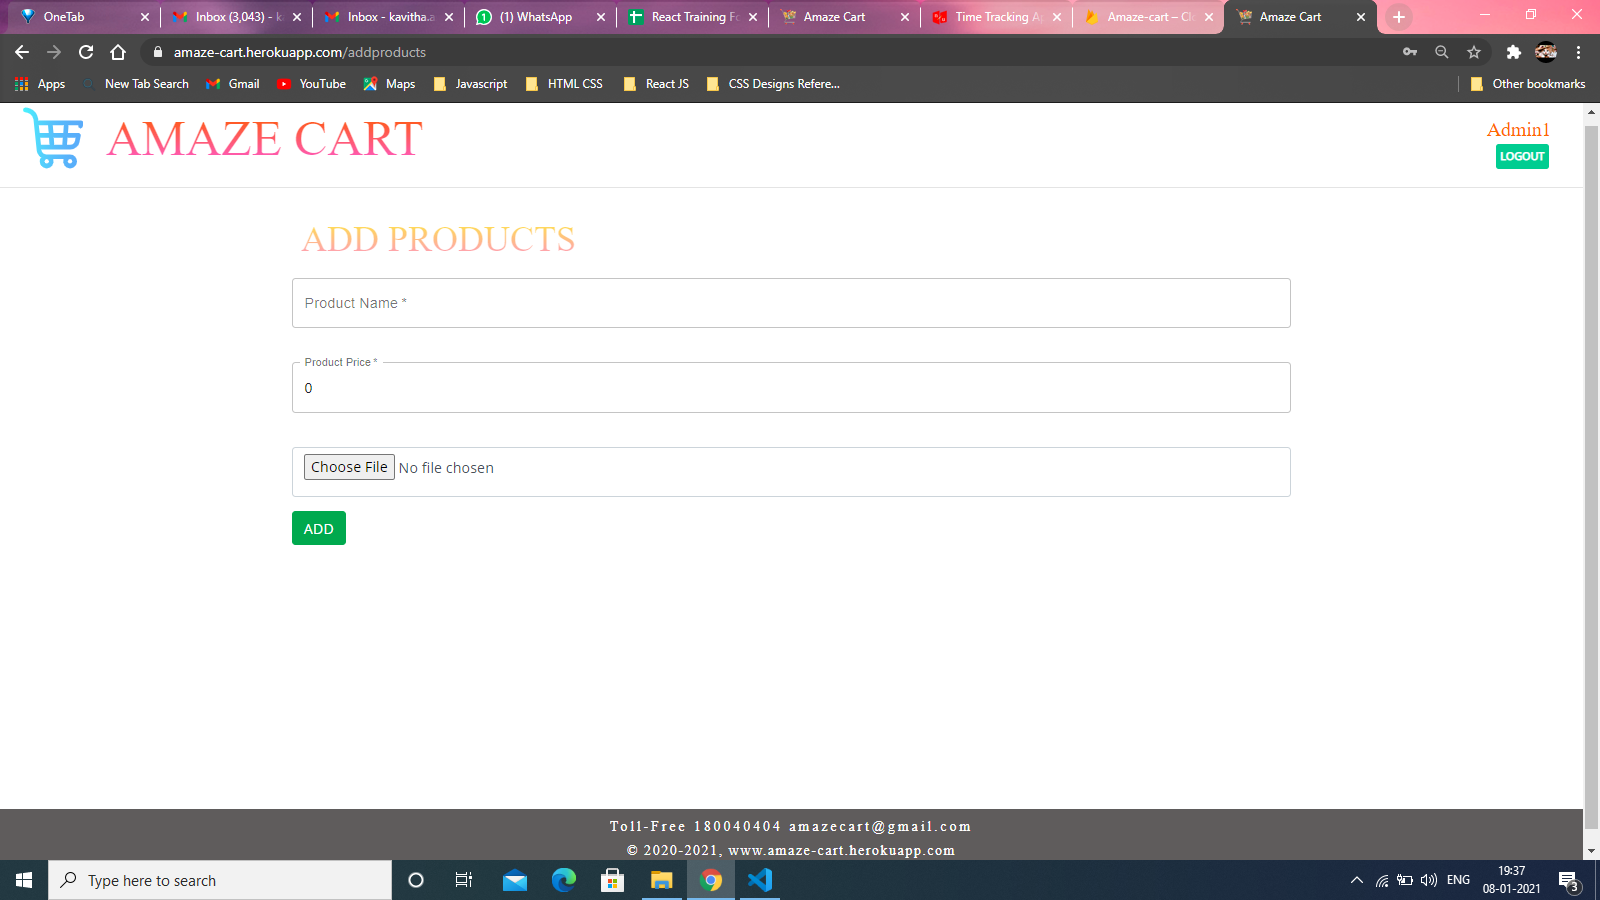 OneTab
Inbox (3,043) - k
Inbox - kavitha.a
(1) WhatsApp
React Training Fo
Amaze Cart
Time Tracking A
Amaze-cart – Cl
Amaze Cart
amaze-cart.herokuapp.com/addproducts
Apps
New Tab Search
Gmail
YouTube
Maps
Javascript
HTML CSS
React JS
CSS Designs Refere...
Other bookmarks
AMAZE CART
Admin1
LOGOUT
ADD PRODUCTS
Product Name *
Product Price *
0
Choose File No file chosen
ADD
Toll-Free 180040404 amazecart@gmail.com
© 2020-2021, www.amaze-cart.herokuapp.com
Type here to search
ENG
19:37
08-01-2021
3